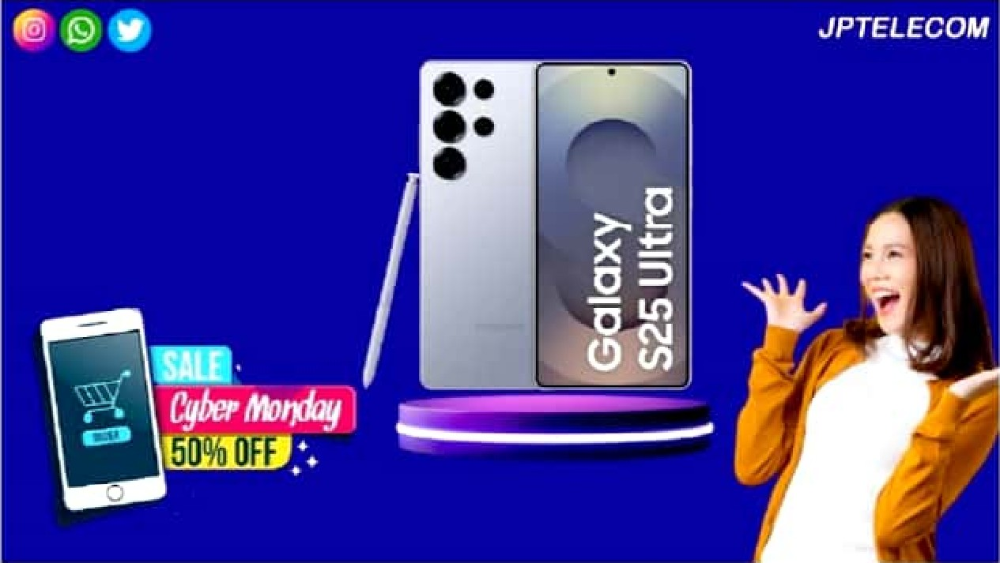 JPTELECOM
Galaxy
S25 Ultra
SALE
Cyber Monday
50% OFF